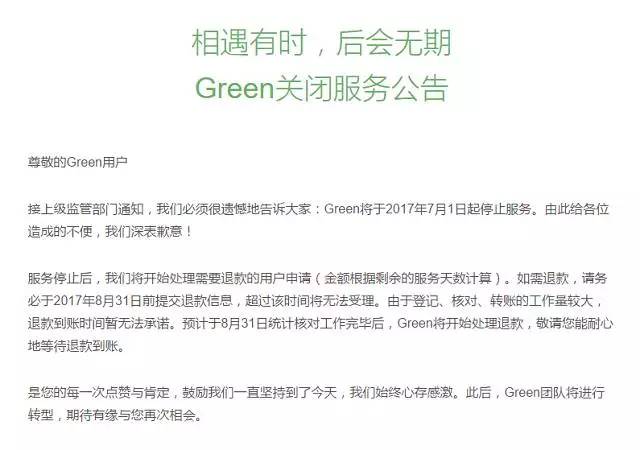 相遇有时，后会无期
Green关闭服务公告
尊敬的Green用户
接上级监管部门通知，我们必须很遗憾地告诉大家：Green将于2017年7月1日起停止服务。由此给各位
造成的不便，我们深表歉意！
服务停止后，我们将开始处理需要退款的用户申请（金额根据剩余的服务天数计算）。如需退款，请务
必于2017年8月31日前提交退款信息，超过该时间将无法受理。由于登记、核对、转账的工作量较大，
退款到账时间暂无法承诺。预计于8月31日统计核对工作完毕后，Green将开始处理退款，敬请您能耐心
地等待退款到账。
是您的每一次点赞与肯定，鼓励我们一直坚持到了今天，我们始终心存感激。此后，Green团队将进行
转型，期待有缘与您再次相会。